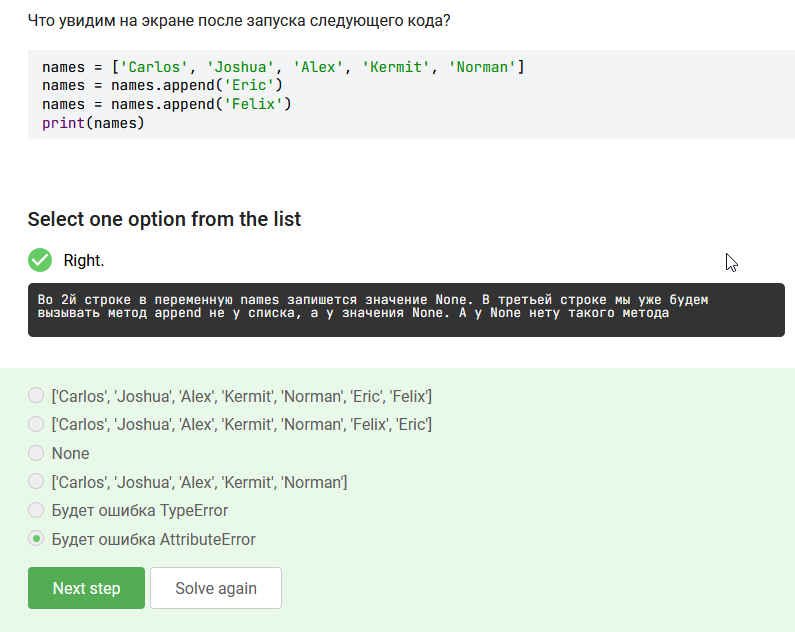 Что увидим на экране после запуска следующего кода?
names = ['Carlos', 'Joshua', 'Alex', 'Kermit', 'Norman']
names = names.append('Eric')
names = names.append('Felix')
print(names)
Select one option from the list
Right.
Во 2й строке в переменную names запишется значение None. В третьей строке мы уже будем
вызывать метод append не у списка, а у значения None. А у None нету такого метода
['Carlos', 'Joshua', 'Alex', 'Kermit', 'Norman', 'Eric', 'Felix']
['Carlos', 'Joshua', 'Alex', 'Kermit', 'Norman', 'Felix', 'Eric']
None
['Carlos', 'Joshua', 'Alex', 'Kermit', 'Norman']
Будет ошибка TypeError
Будет ошибка AttributeError
Next step
Solve again